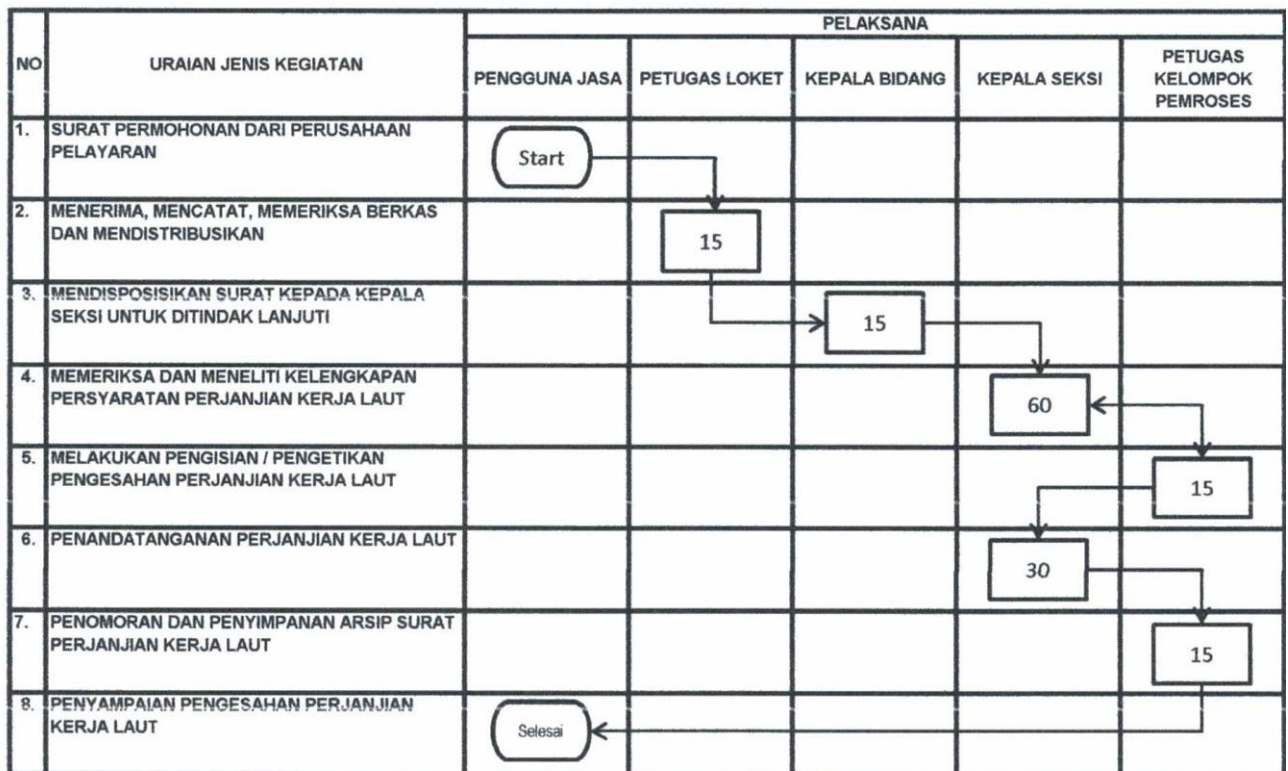 PELAKSANA
NO
URAIAN JENIS KEGIATAN
PENGGUNA JASA
PETUGAS LOKET
KEPALA BIDANG
KEPALA SEKSI
PETUGAS
KELOMPOK
PEMROSES
1.
SURAT PERMOHONAN DARI PERUSAHAAN
PELAYARAN
Start
2.
MENERIMA, MENCATAT, MEMERIKSA BERKAS
DAN MENDISTRIBUSIKAN
15
3.
MENDISPOSISIKAN SURAT KEPADA KEPALA
SEKSI UNTUK DITINDAK LANJUTI
15
4.
MEMERIKSA DAN MENELITI KELENGKAPAN
PERSYARATAN PERJANJIAN KERJA LAUT
60
5.
MELAKUKAN PENGISIAN / PENGETIKAN
PENGESAHAN PERJANJIAN KERJA LAUT
15
6.
PENANDATANGANAN PERJANJIAN KERJA LAUT
30
7.
PENOMORAN DAN PENYIMPANAN ARSIP SURAT
PERJANJIAN KERJA LAUT
15
8.
PENYAMPAIAN PENGESAHAN PERJANJIAN
KERJA LAUT
Selesai